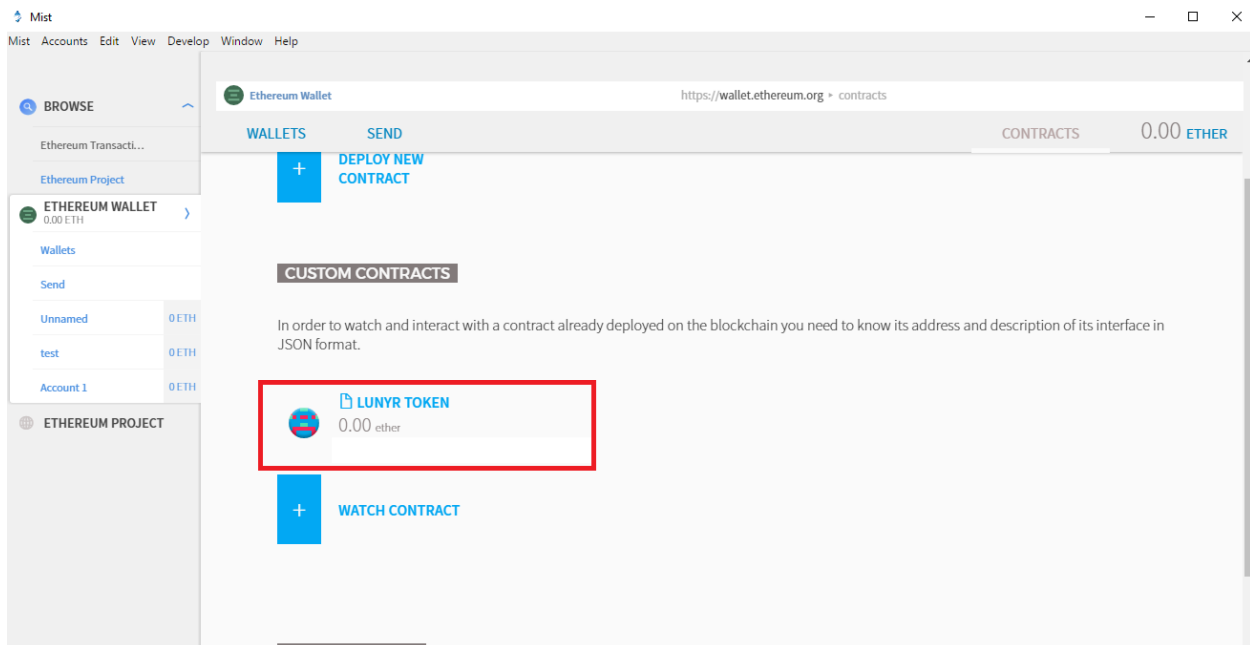 Mist
Mist Accounts Edit View Develop Window Help
BROWSE
Ethereum Transacti...
Ethereum Project
ETHEREUM WALLET
0.00 ETH
Wallets
Send
Unnamed 0 ETH
test 0 ETH
Account 1 0 ETH
ETHEREUM PROJECT
Ethereum Wallet https://wallet.ethereum.org ▸ contracts
WALLETS SEND CONTRACTS 0.00 ETHER
+ DEPLOY NEW
CONTRACT
CUSTOM CONTRACTS
In order to watch and interact with a contract already deployed on the blockchain you need to know its address and description of its interface in
JSON format.
LUNYR TOKEN
0.00 ether
+ WATCH CONTRACT